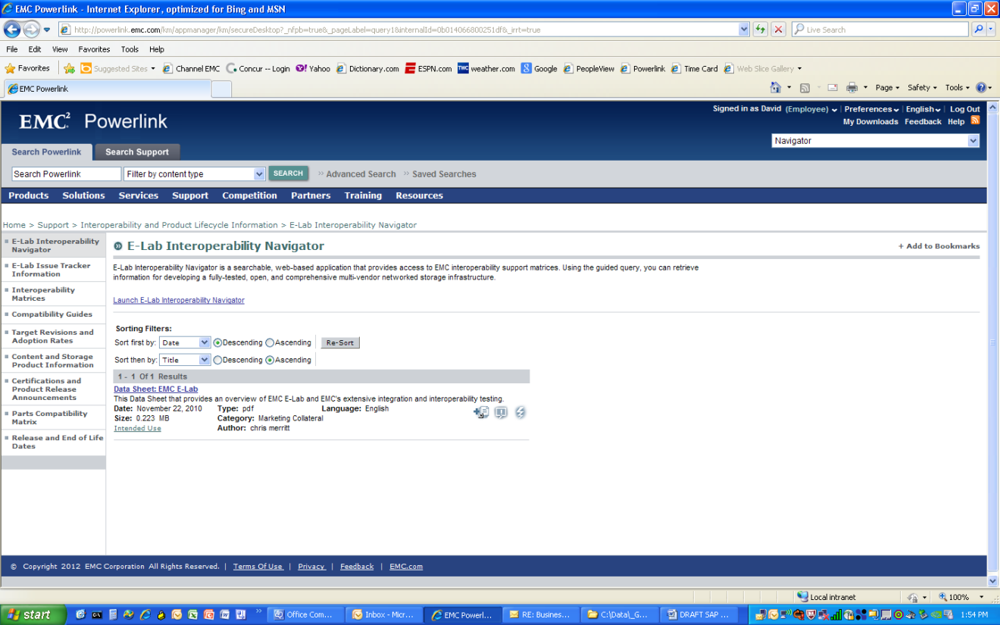 EMC Powerlink - Internet Explorer, optimized for Bing and MSN
http://powerlink.emc.com/km/appmanager/km/secureDesktop?_nfpb=true&_pageLabel=query1&internalId=0b014066800251df&_irrt=true
Live Search
File Edit View Favorites Tools Help
Favorites Suggested Sites Channel EMC Concur -- Login Yahoo Dictionary.com ESPN.com TWC weather.com Google PeopleView Powerlink Time Card Web Slice Gallery
EMC Powerlink Page Safety Tools
EMC² Powerlink
Signed in as David (Employee) | Preferences | English | Log Out
My Downloads Feedback Help
Navigator
Search Powerlink Search Support
Search Powerlink Filter by content type SEARCH » Advanced Search » Saved Searches
Products Solutions Services Support Competition Partners Training Resources
Home > Support > Interoperability and Product Lifecycle Information > E-Lab Interoperability Navigator
E-Lab Interoperability
Navigator
E-Lab Issue Tracker
Information
Interoperability
Matrices
Compatibility Guides
Target Revisions and
Adoption Rates
Content and Storage
Product Information
Certifications and
Product Release
Announcements
Parts Compatibility
Matrix
Release and End of Life
Dates
E-Lab Interoperability Navigator
+ Add to Bookmarks
E-Lab Interoperability Navigator is a searchable, web-based application that provides access to EMC interoperability support matrices. Using the guided query, you can retrieve
information for developing a fully-tested, open, and comprehensive multi-vendor networked storage infrastructure.
Launch E-Lab Interoperability Navigator
Sorting Filters:
Sort first by: Date Descending Ascending Re-Sort
Sort then by: Title Descending Ascending
1 - 1 Of 1 Results
Data Sheet: EMC E-Lab
This Data Sheet that provides an overview of EMC E-Lab and EMC's extensive integration and interoperability testing.
Date: November 22, 2010 Type: pdf Language: English
Size: 0.223 MB Category: Marketing Collateral
Intended Use Author: chris merritt
© Copyright 2012 EMC Corporation All Rights Reserved. | Terms Of Use | Privacy | Feedback | EMC.com
Local intranet 100%
start Office Com... Inbox - Micr... EMC Powerl... RE: Busines... C:\Data\_G... DRAFT SAP ... 1:54 PM